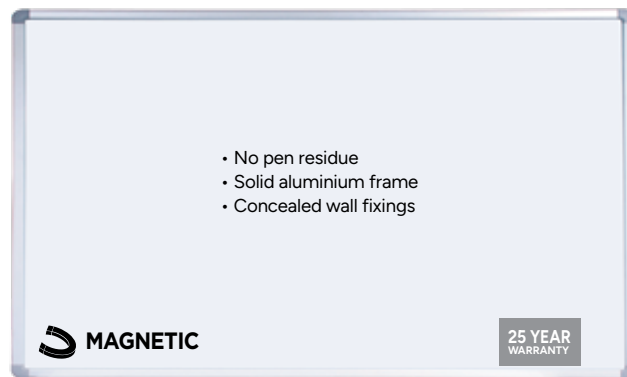 • No pen residue
• Solid aluminium frame
• Concealed wall fixings
MAGNETIC
25 YEAR
WARRANTY